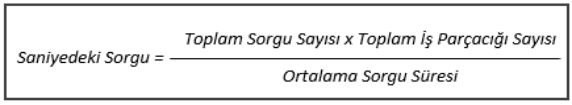 Toplam Sorgu Sayısı x Toplam İş Parçacığı Sayısı
Saniyedeki Sorgu =
Ortalama Sorgu Süresi